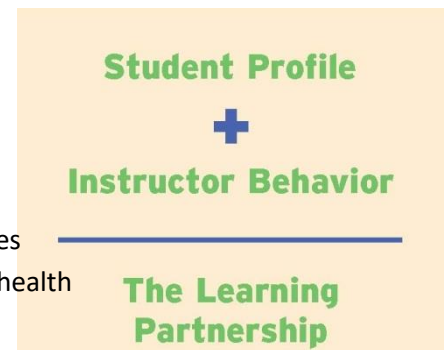 Student Profile
+
Instructor Behavior
es
health
The Learning
Partnership